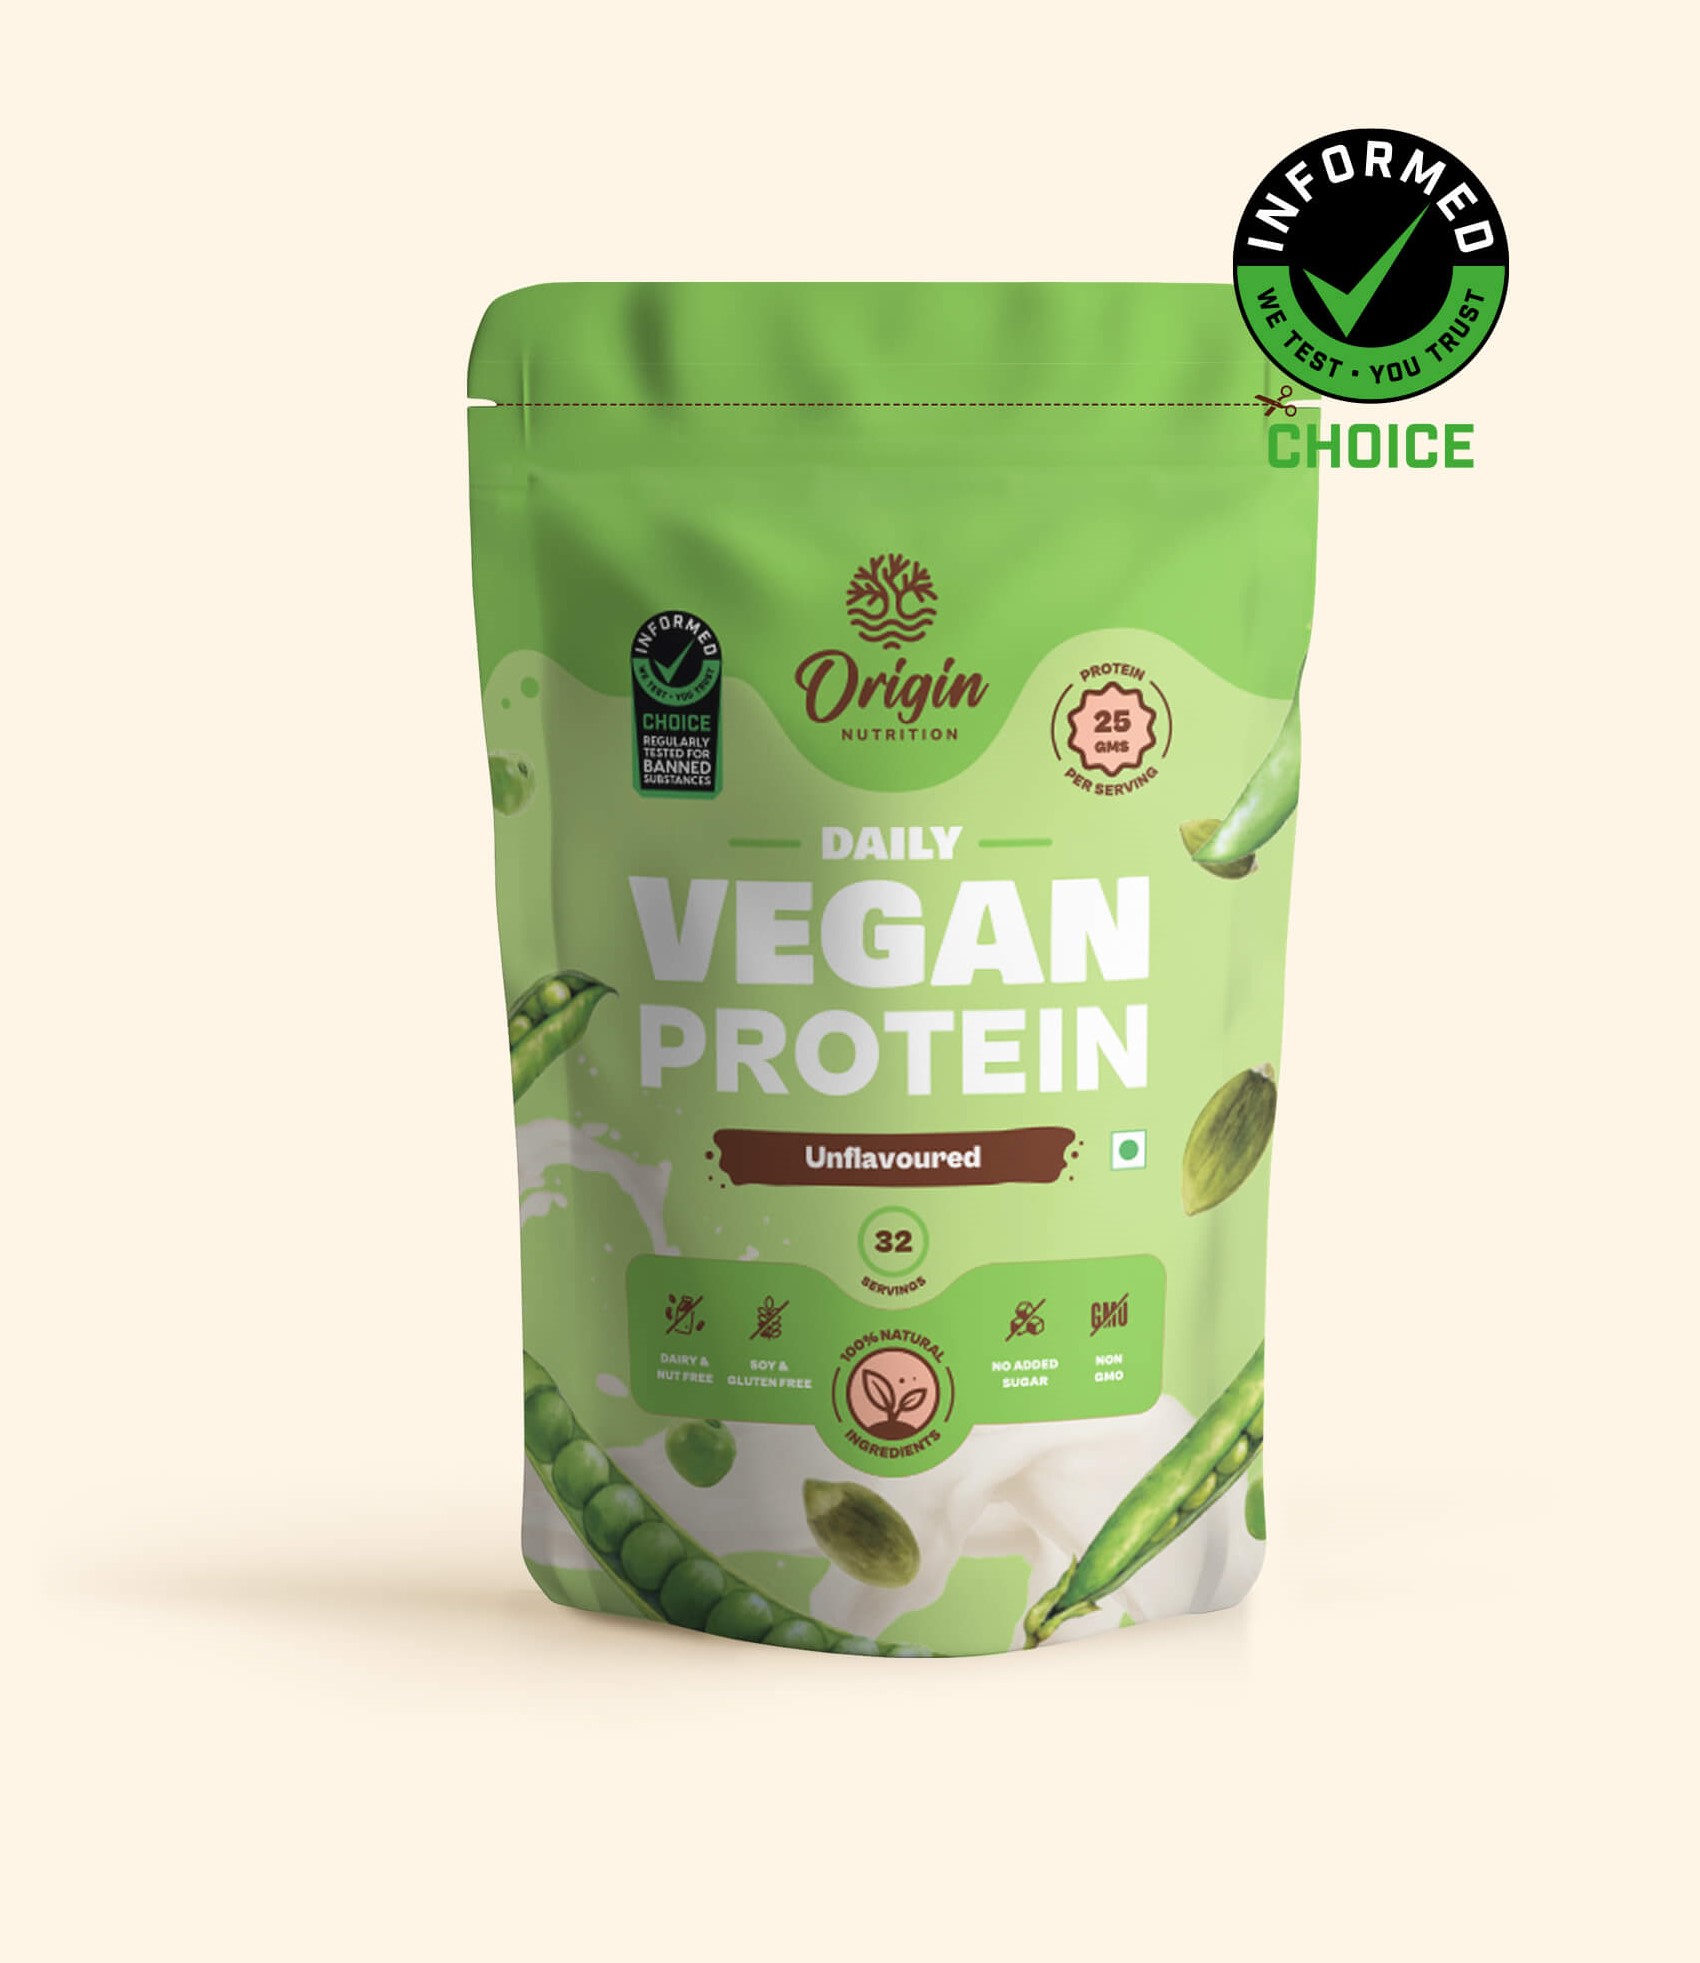 INFORMED
WE TEST · YOU TRUST
CHOICE
Origin
NUTRITION
INFORMED
WE TEST · YOU TRUST
CHOICE
REGULARLY
TESTED FOR
BANNED
SUBSTANCES
PROTEIN
25
GMS
PER SERVING
DAILY
VEGAN
PROTEIN
Unflavoured
32
SERVINGS
DAIRY &
NUT FREE
SOY &
GLUTEN FREE
100% NATURAL
INGREDIENTS
NO ADDED
SUGAR
GMU
NON
GMO